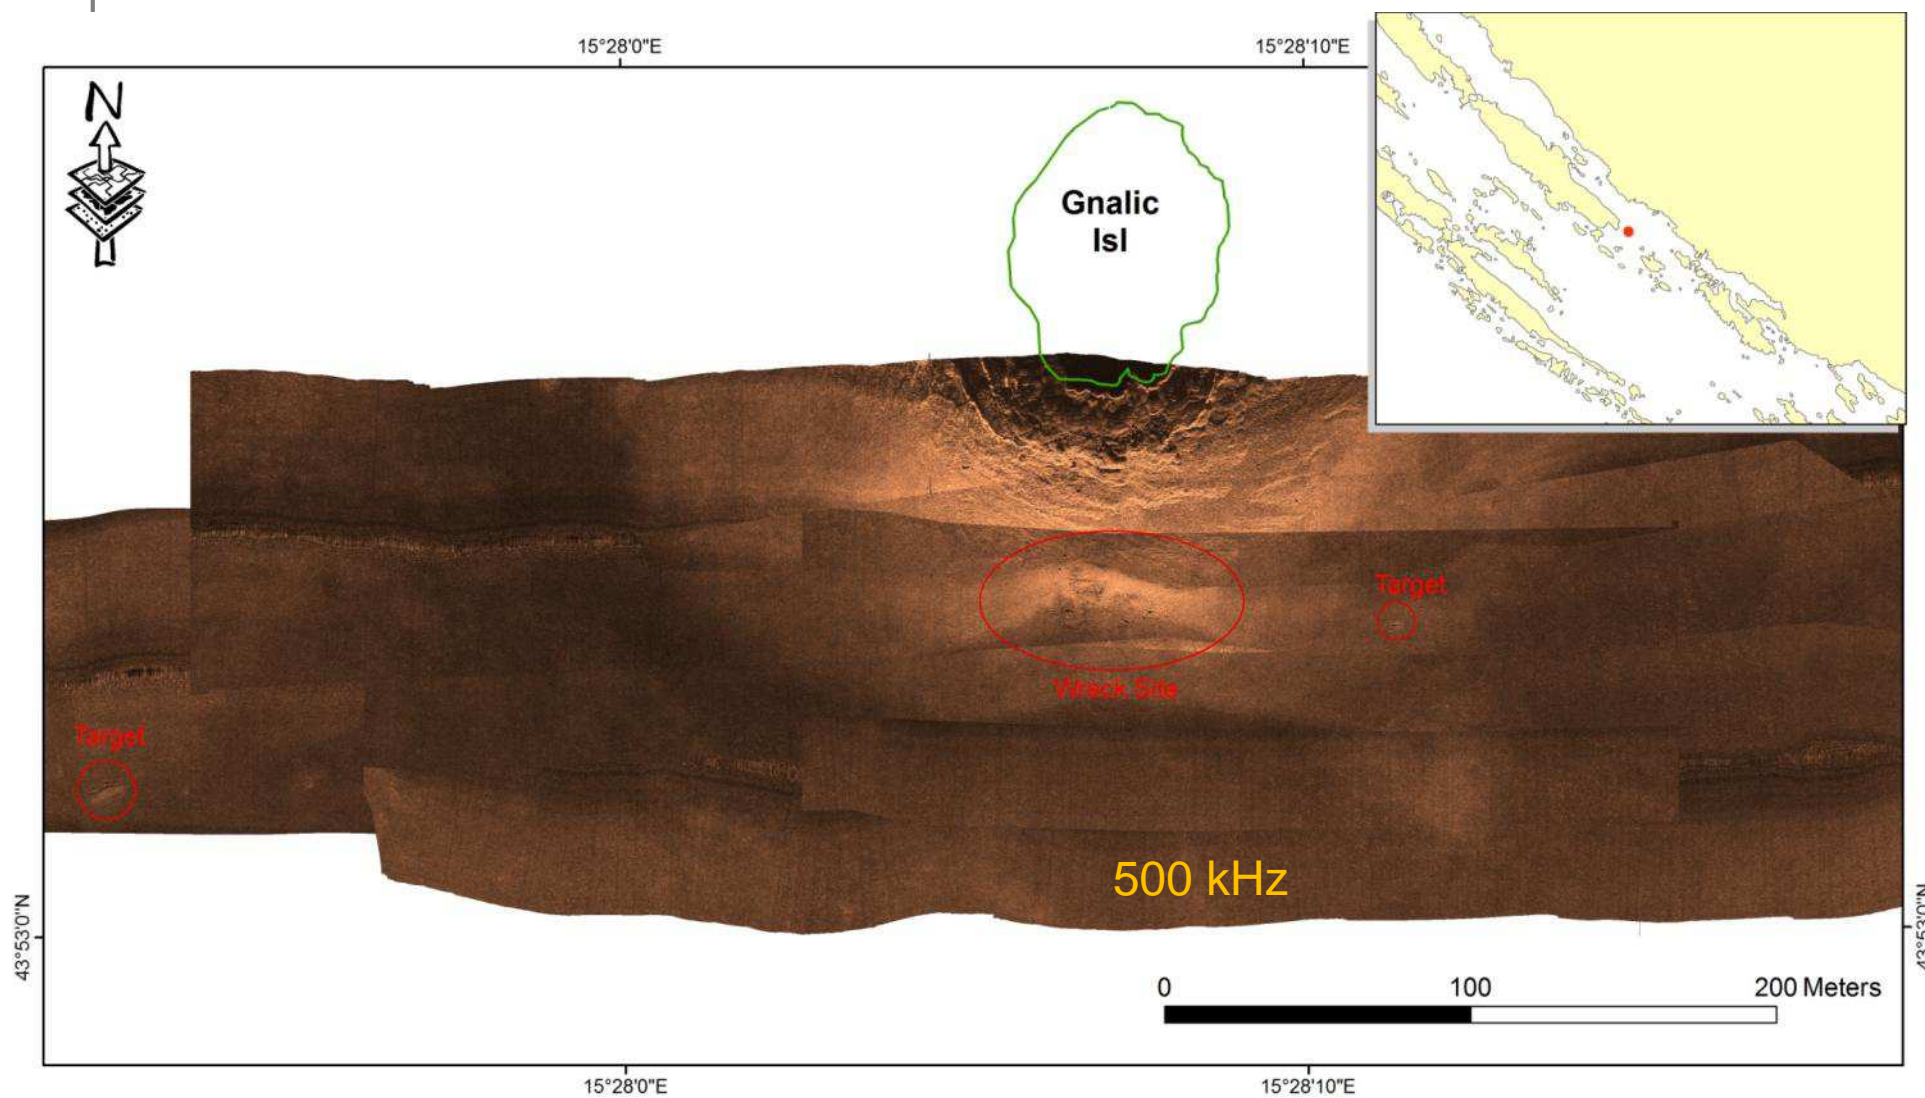 15°28'0"E
15°28'10"E
N
Gnalic
Isl
Target
Wreck Site
Target
500 kHz
43°53'0"N
43°53'0"N
0
100
200 Meters
15°28'0"E
15°28'10"E